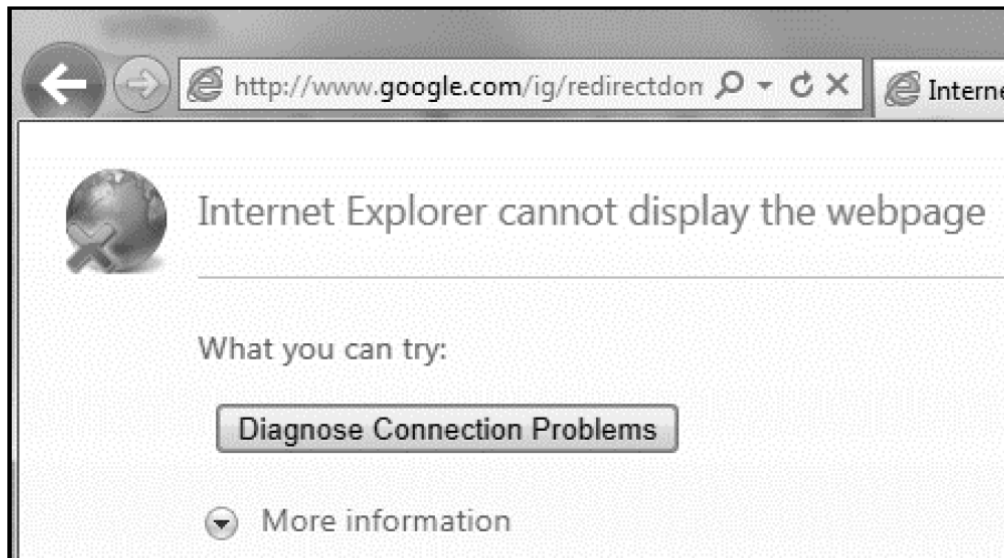 http://www.google.com/ig/redirectdon
Interne
Internet Explorer cannot display the webpage
What you can try:
Diagnose Connection Problems
More information